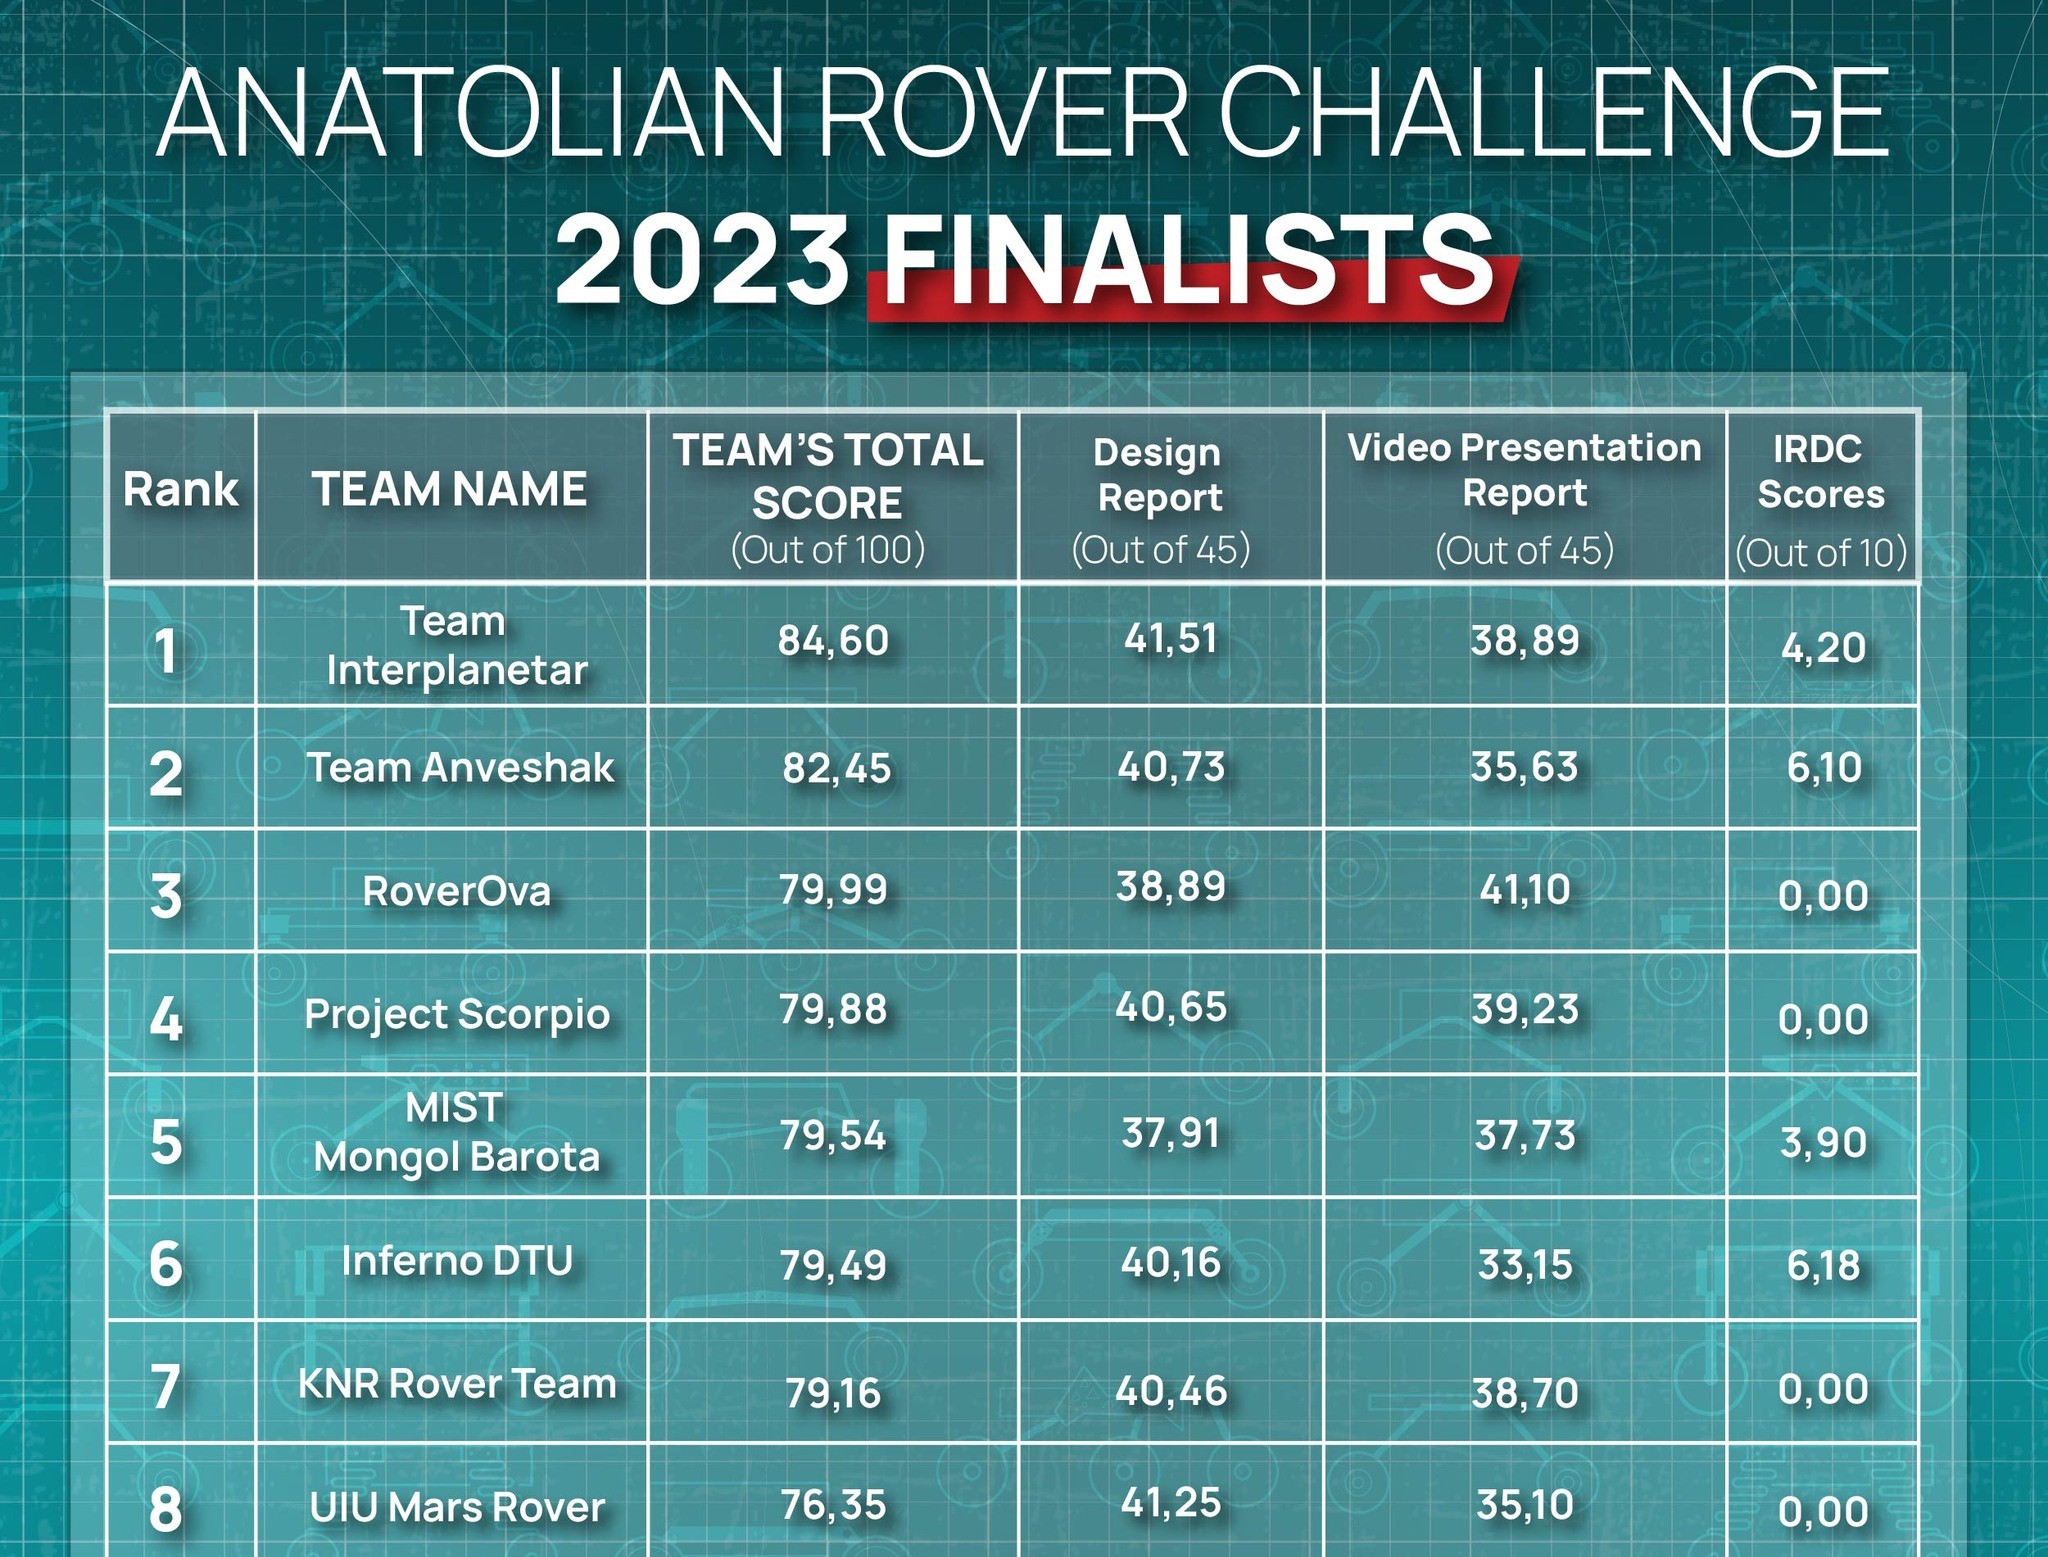 ANATOLIAN ROVER CHALLENGE
2023 FINALISTS
Rank TEAM NAME TEAM'S TOTAL SCORE (Out of 100) Design Report (Out of 45) Video Presentation Report (Out of 45) IRDC Scores (Out of 10)
1 Team Interplanetar 84,60 41,51 38,89 4,20
2 Team Anveshak 82,45 40,73 35,63 6,10
3 RoverOva 79,99 38,89 41,10 0,00
4 Project Scorpio 79,88 40,65 39,23 0,00
5 MIST Mongol Barota 79,54 37,91 37,73 3,90
6 Inferno DTU 79,49 40,16 33,15 6,18
7 KNR Rover Team 79,16 40,46 38,70 0,00
8 UIU Mars Rover 76,35 41,25 35,10 0,00